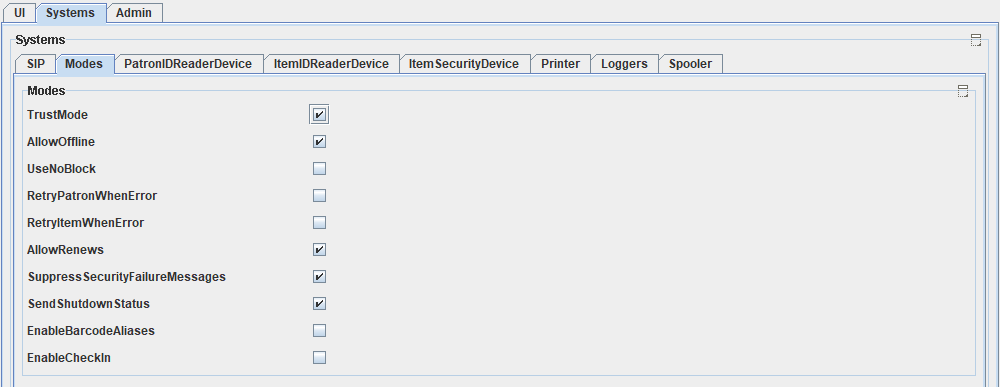 UI Systems Admin
Systems
SIP Modes PatronIDReaderDevice ItemIDReaderDevice ItemSecurityDevice Printer Loggers Spooler
Modes
TrustMode
AllowOffline
UseNoBlock
RetryPatronWhenError
RetryItemWhenError
AllowRenews
SuppressSecurityFailureMessages
SendShutdownStatus
EnableBarcodeAliases
EnableCheckIn